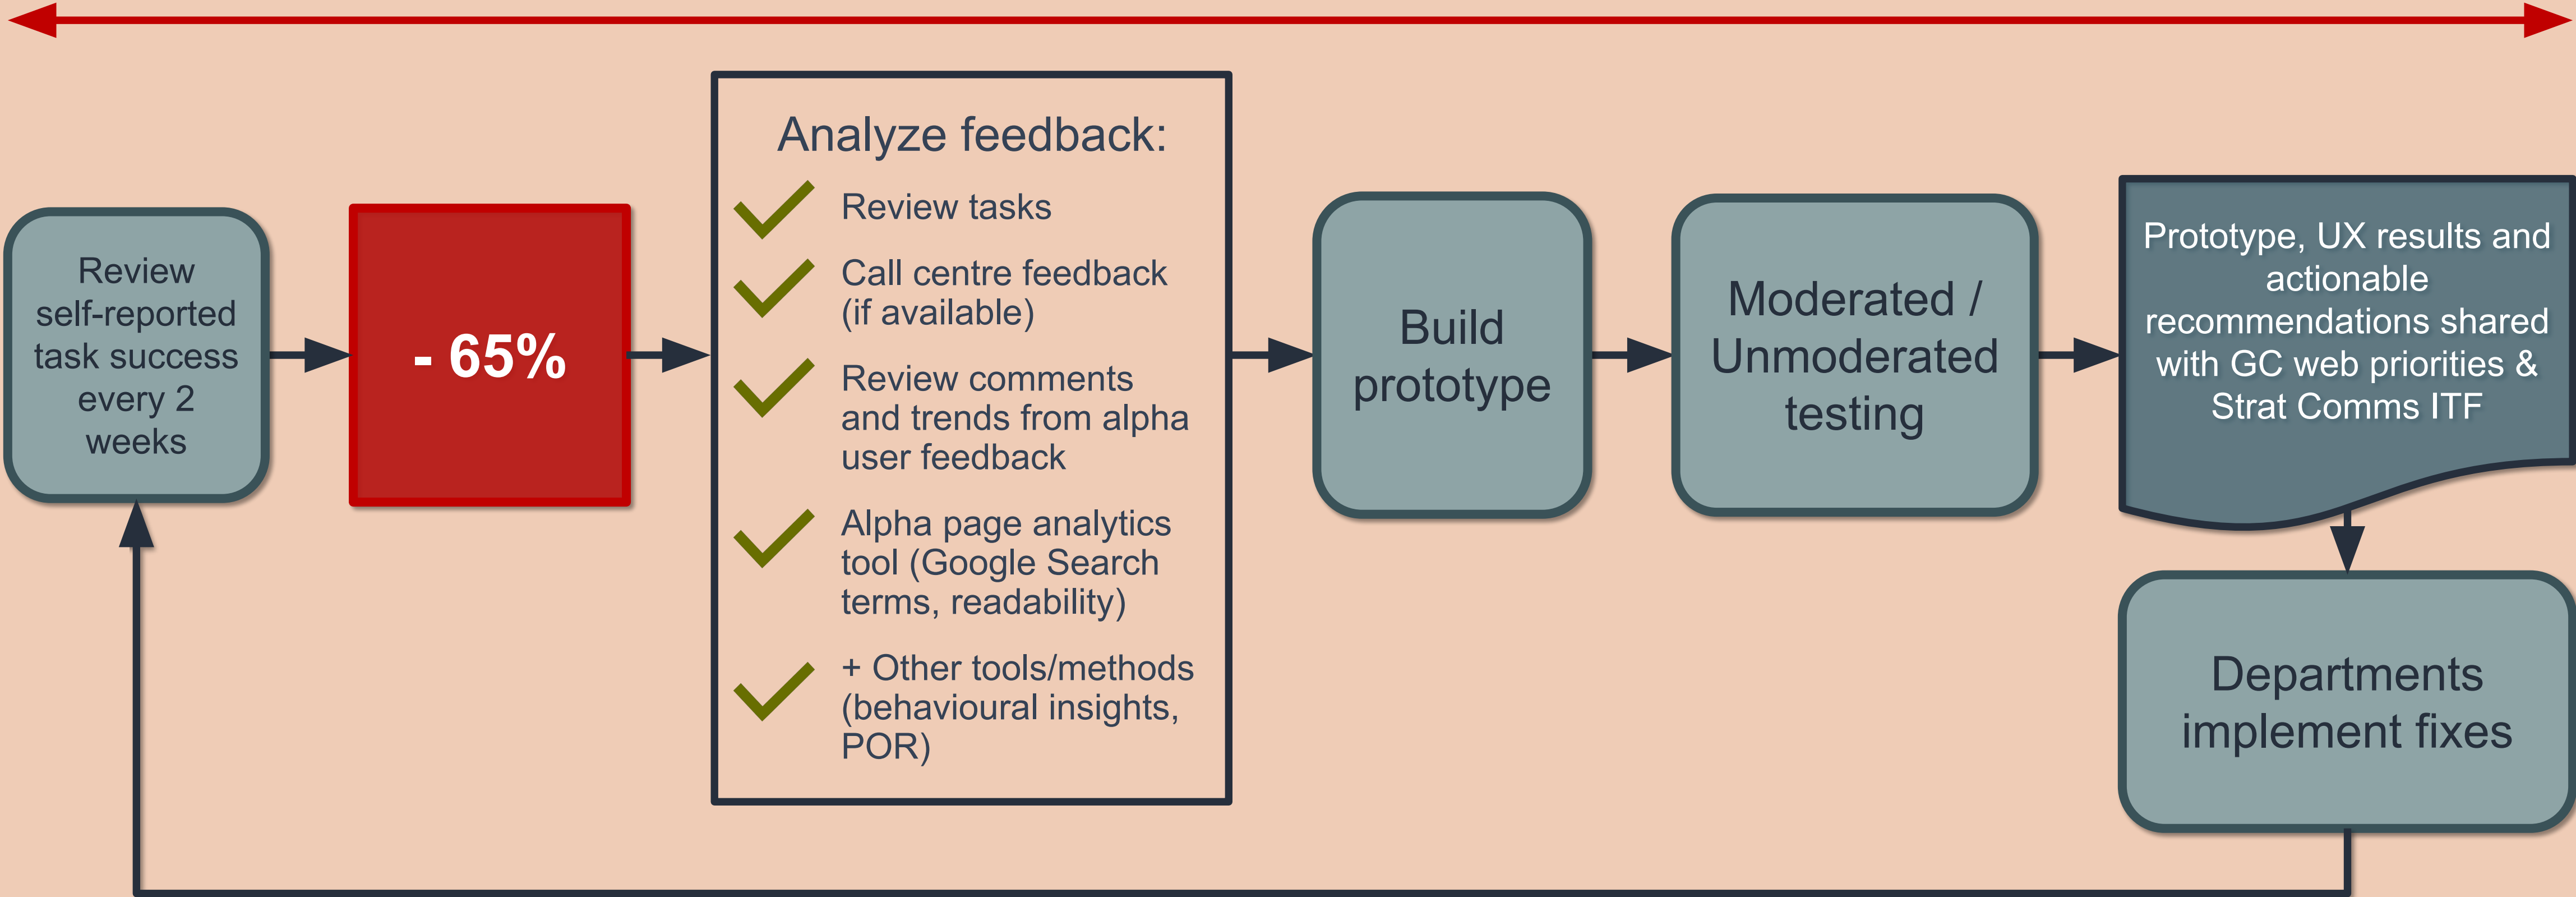 Review
self-reported
task success
every 2
weeks
- 65%
Analyze feedback:
Review tasks
Call centre feedback
(if available)
Review comments
and trends from alpha
user feedback
Alpha page analytics
tool (Google Search
terms, readability)
+ Other tools/methods
(behavioural insights,
POR)
Build
prototype
Moderated /
Unmoderated
testing
Prototype, UX results and
actionable
recommendations shared
with GC web priorities &
Strat Comms ITF
Departments
implement fixes